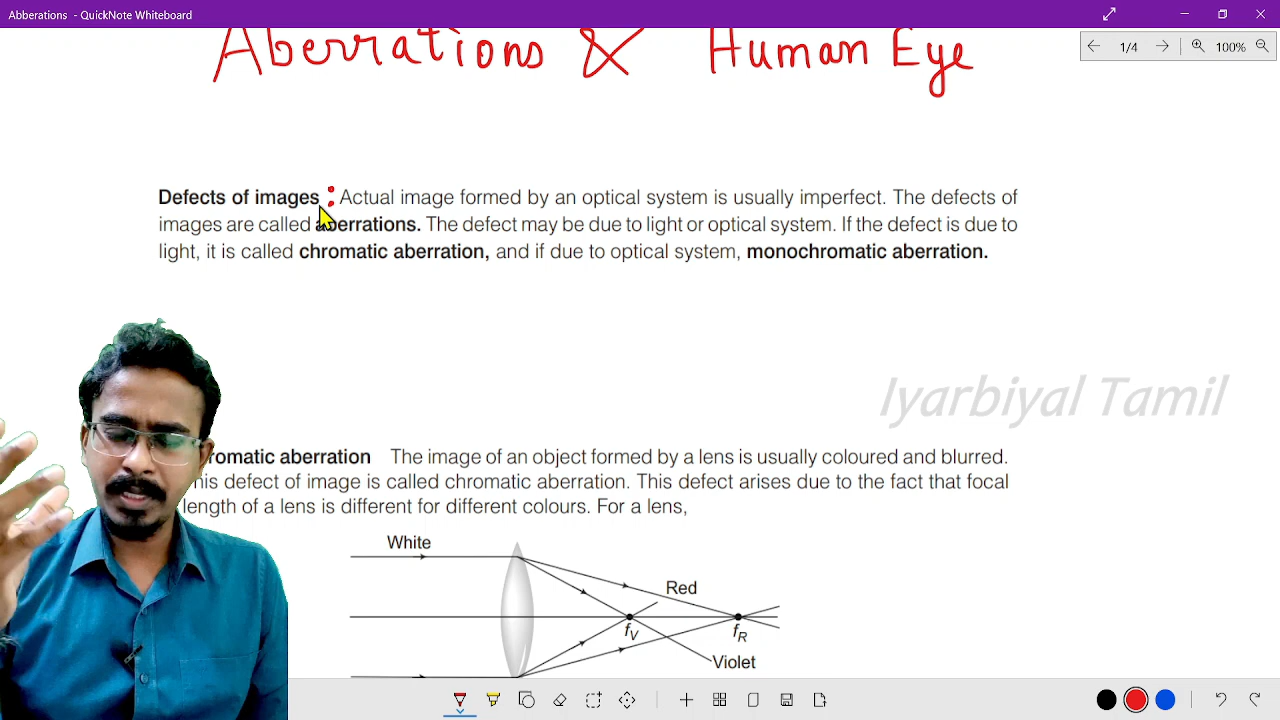 Abberations - QuickNote Whiteboard
1/4
100%
Aberrations & Human Eye
Defects of images : Actual image formed by an optical system is usually imperfect. The defects of
images are called aberrations. The defect may be due to light or optical system. If the defect is due to
light, it is called chromatic aberration, and if due to optical system, monochromatic aberration.
Iyarbiyal Tamil
romatic aberration The image of an object formed by a lens is usually coloured and blurred.
his defect of image is called chromatic aberration. This defect arises due to the fact that focal
length of a lens is different for different colours. For a lens,
White
Red
fV
fR
Violet